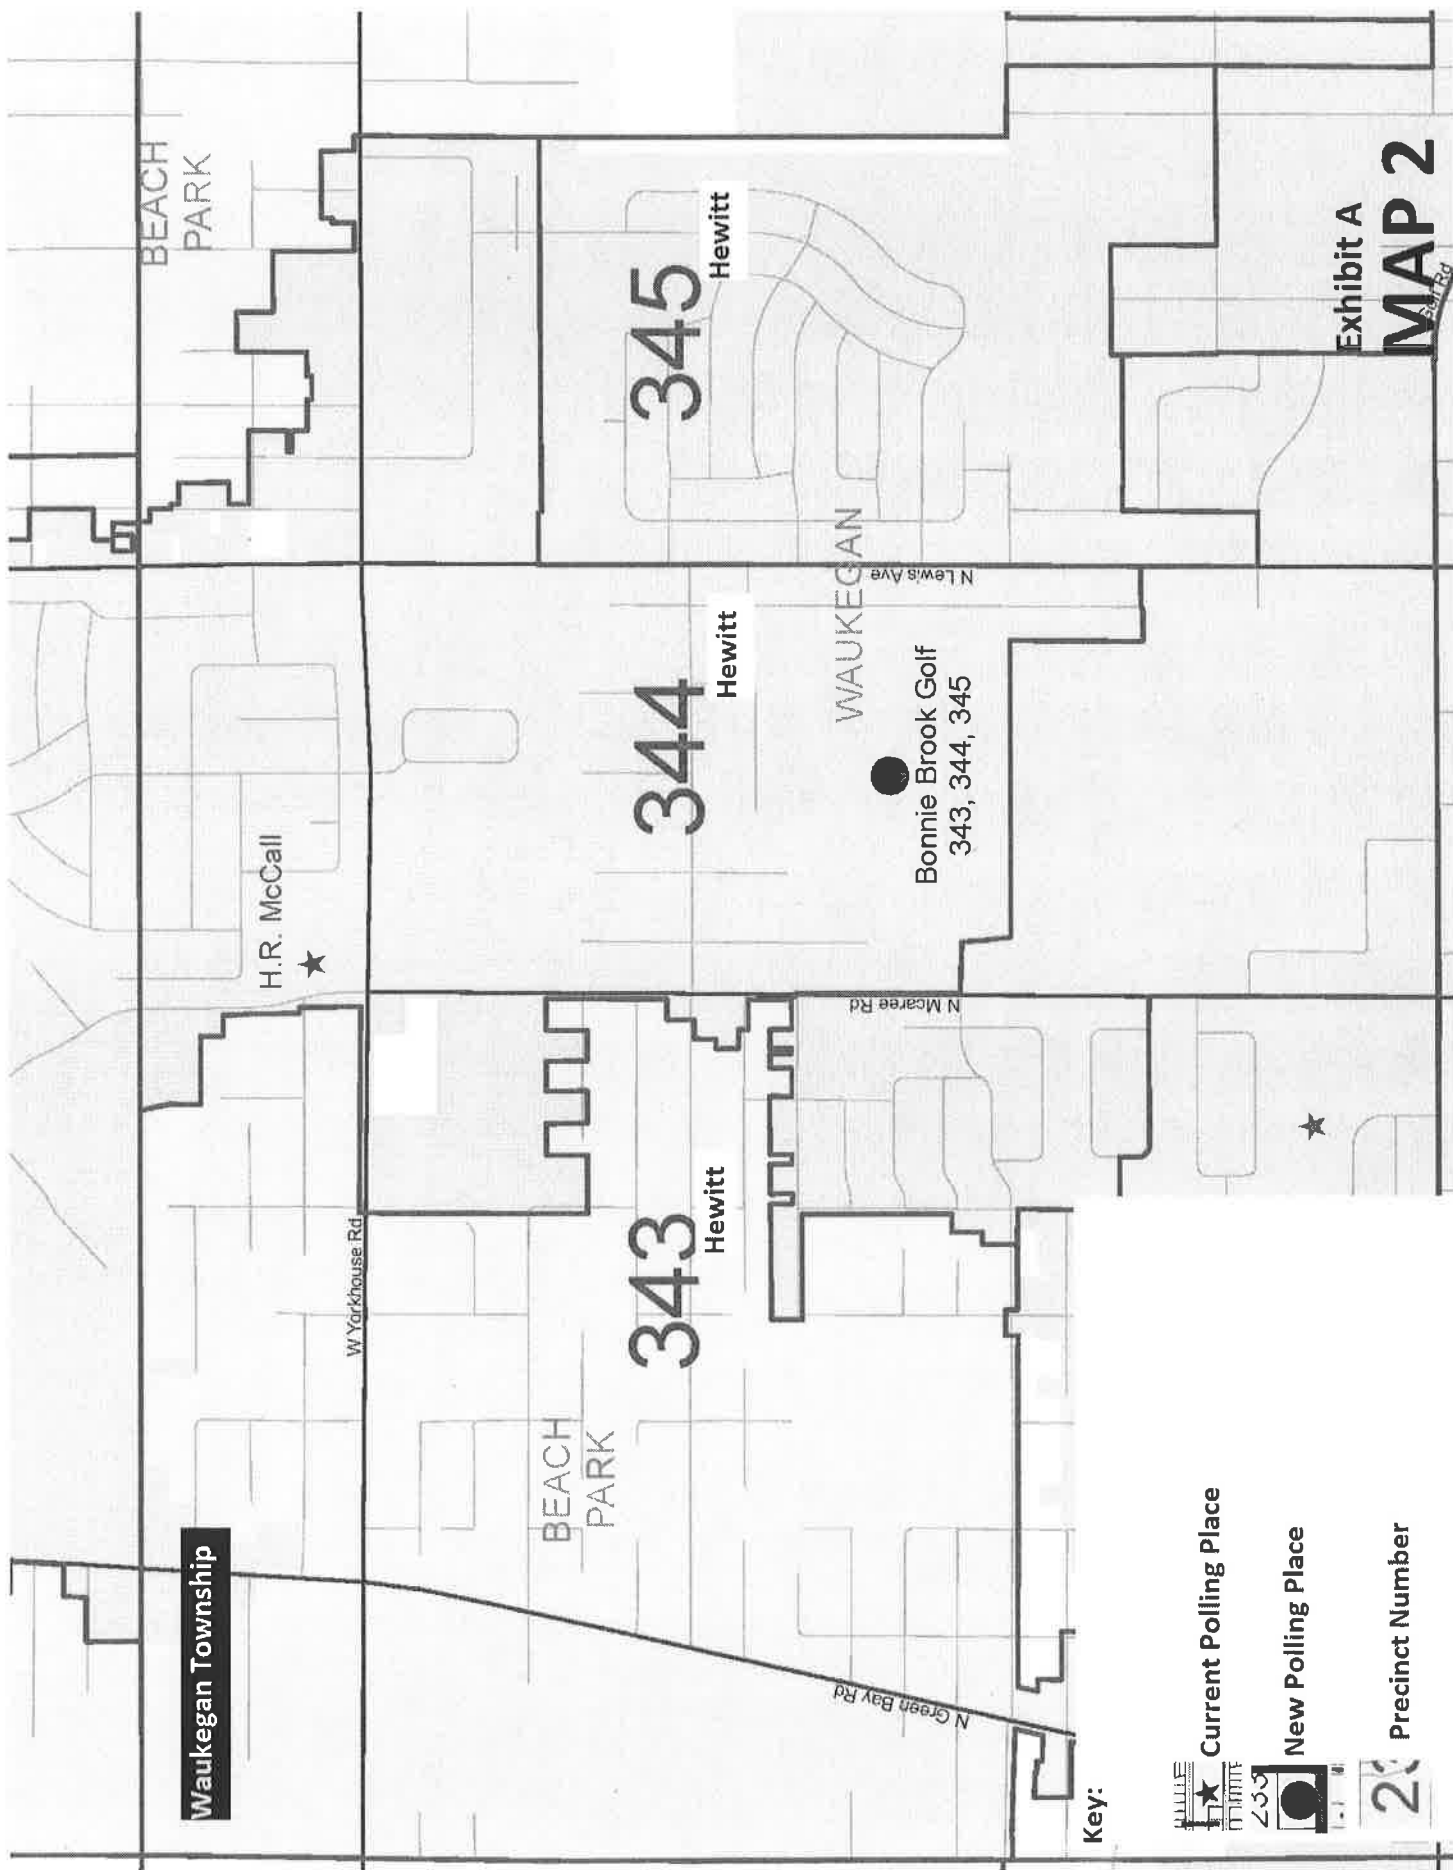 Waukegan Township
BEACH
PARK
H.R. McCall
W Yorkhouse Rd
BEACH
PARK
343
Hewitt
344
Hewitt
345
Hewitt
WAUKEGAN
N Green Bay Rd
N Mcaree Rd
N Lewis Ave
Bonnie Brook Golf
343, 344, 345
Key:
Current Polling Place
233
New Polling Place
Precinct Number
Exhibit A
MAP 2
Rd